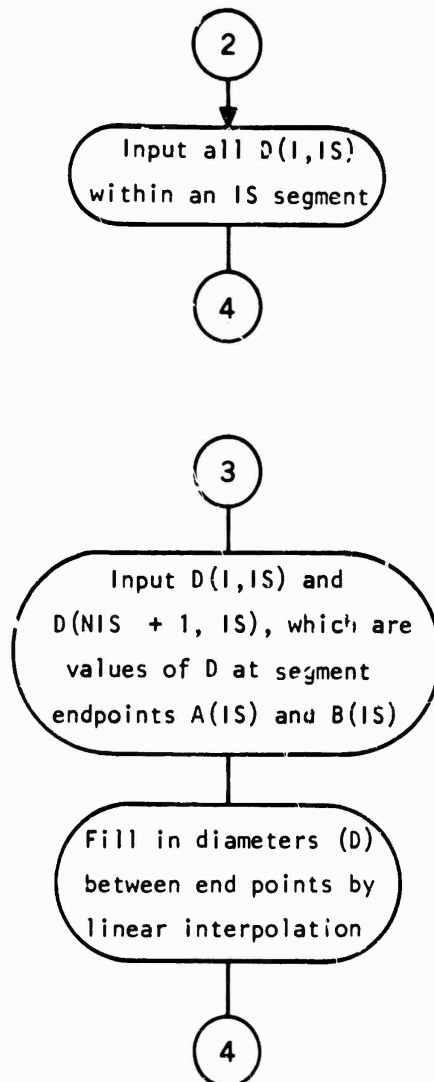 2
Input all D(I,IS)
within an IS segment
4
3
Input D(I,IS) and
D(NIS + 1, IS), which are
values of D at segment
endpoints A(IS) and B(IS)
Fill in diameters (D)
between end points by
linear interpolation
4